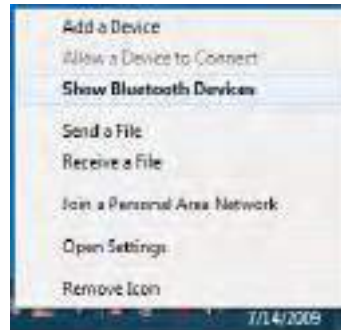 Add a Device
Allow a Device to Connect
Show Bluetooth Devices
Send a File
Receive a File
Join a Personal Area Network
Open Settings
Remove Icon
7/14/2009